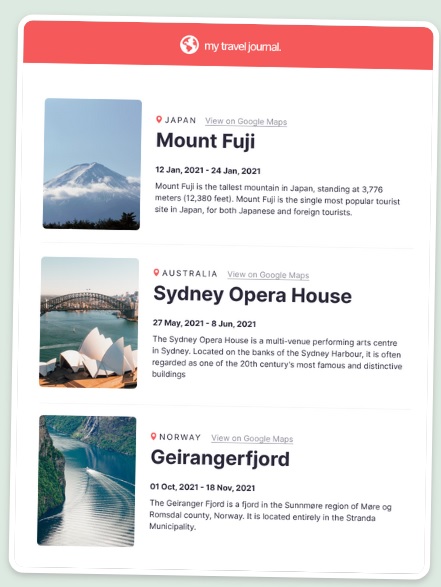 my travel journal.
JAPAN View on Google Maps
Mount Fuji
12 Jan, 2021 - 24 Jan, 2021
Mount Fuji is the tallest mountain in Japan, standing at 3,776
meters (12,380 feet). Mount Fuji is the single most popular tourist
site in Japan, for both Japanese and foreign tourists.
AUSTRALIA View on Google Maps
Sydney Opera House
27 May, 2021 - 8 Jun, 2021
The Sydney Opera House is a multi-venue performing arts centre
in Sydney. Located on the banks of the Sydney Harbour, it is often
regarded as one of the 20th century's most famous and distinctive
buildings
NORWAY View on Google Maps
Geirangerfjord
01 Oct, 2021 - 18 Nov, 2021
The Geiranger Fjord is a fjord in the Sunnmøre region of Møre og
Romsdal county, Norway. It is located entirely in the Stranda
Municipality.